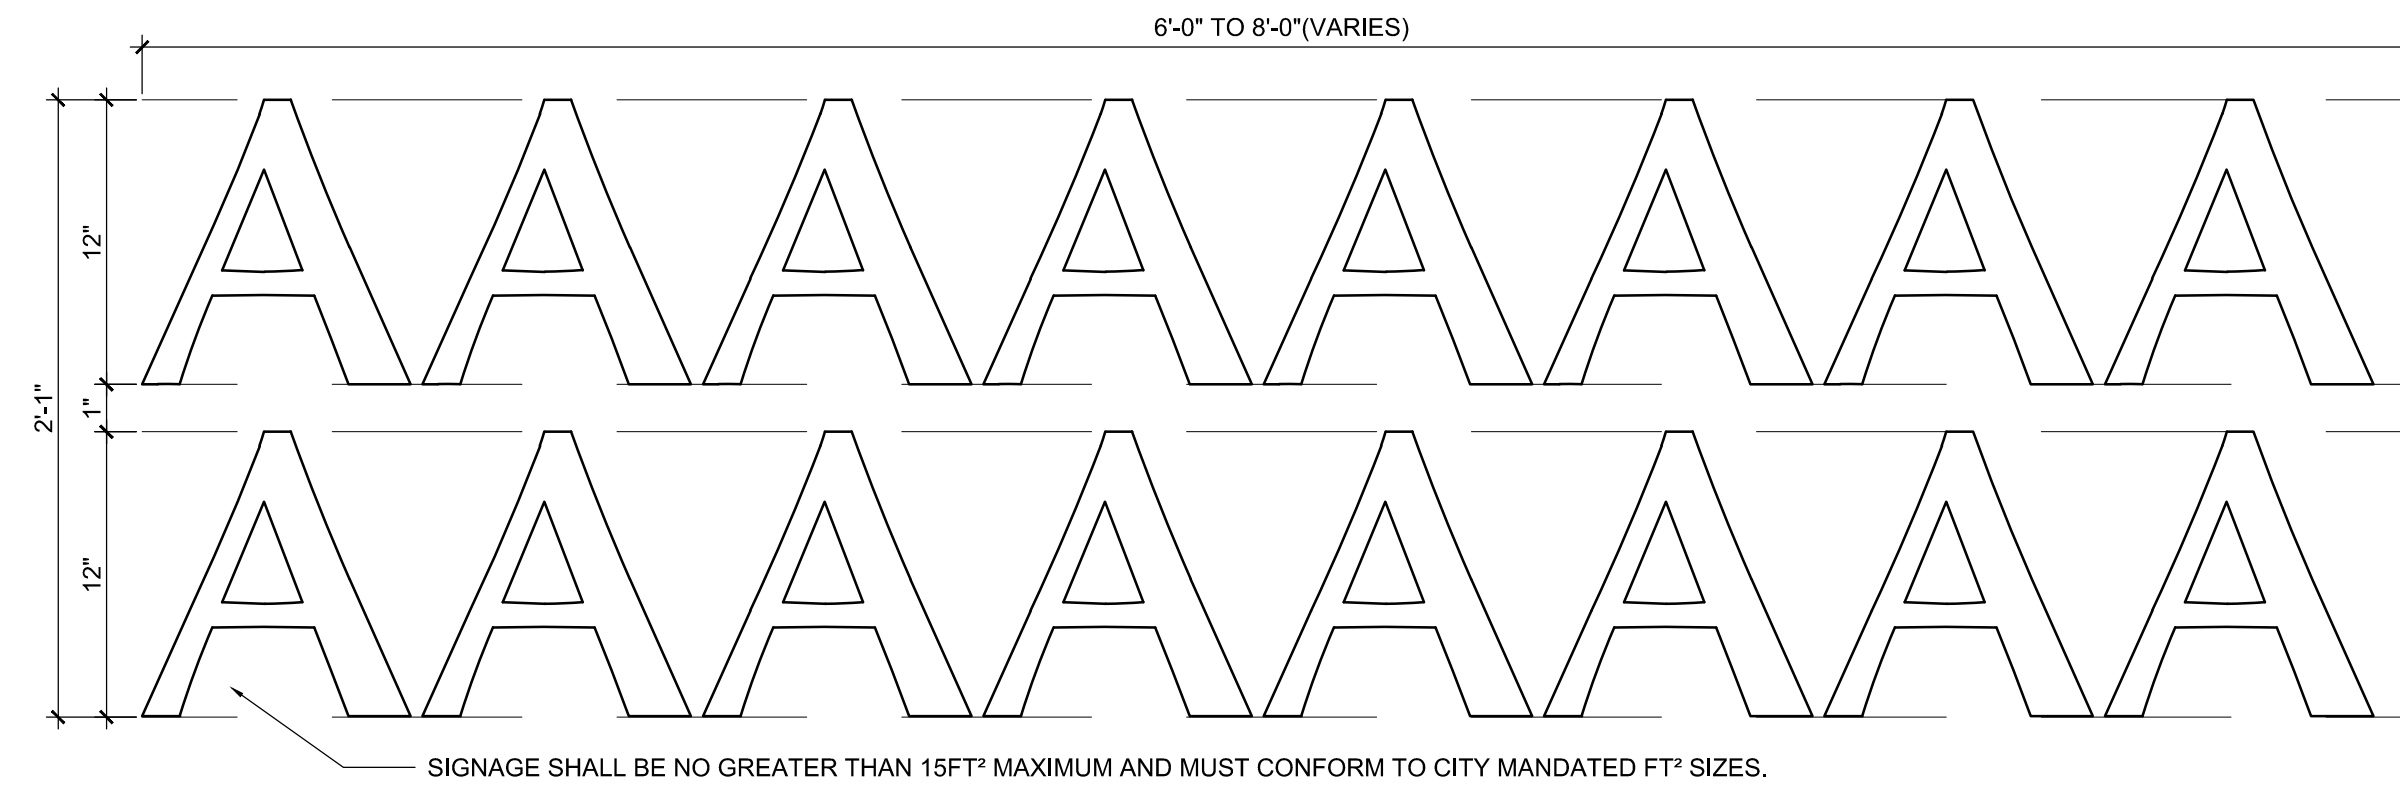 6'-0" TO 8'-0"(VARIES)
AAAAAAAA
12"
2'-1"
1"
AAAAAAAA
12"
SIGNAGE SHALL BE NO GREATER THAN 15FT² MAXIMUM AND MUST CONFORM TO CITY MANDATED FT² SIZES.